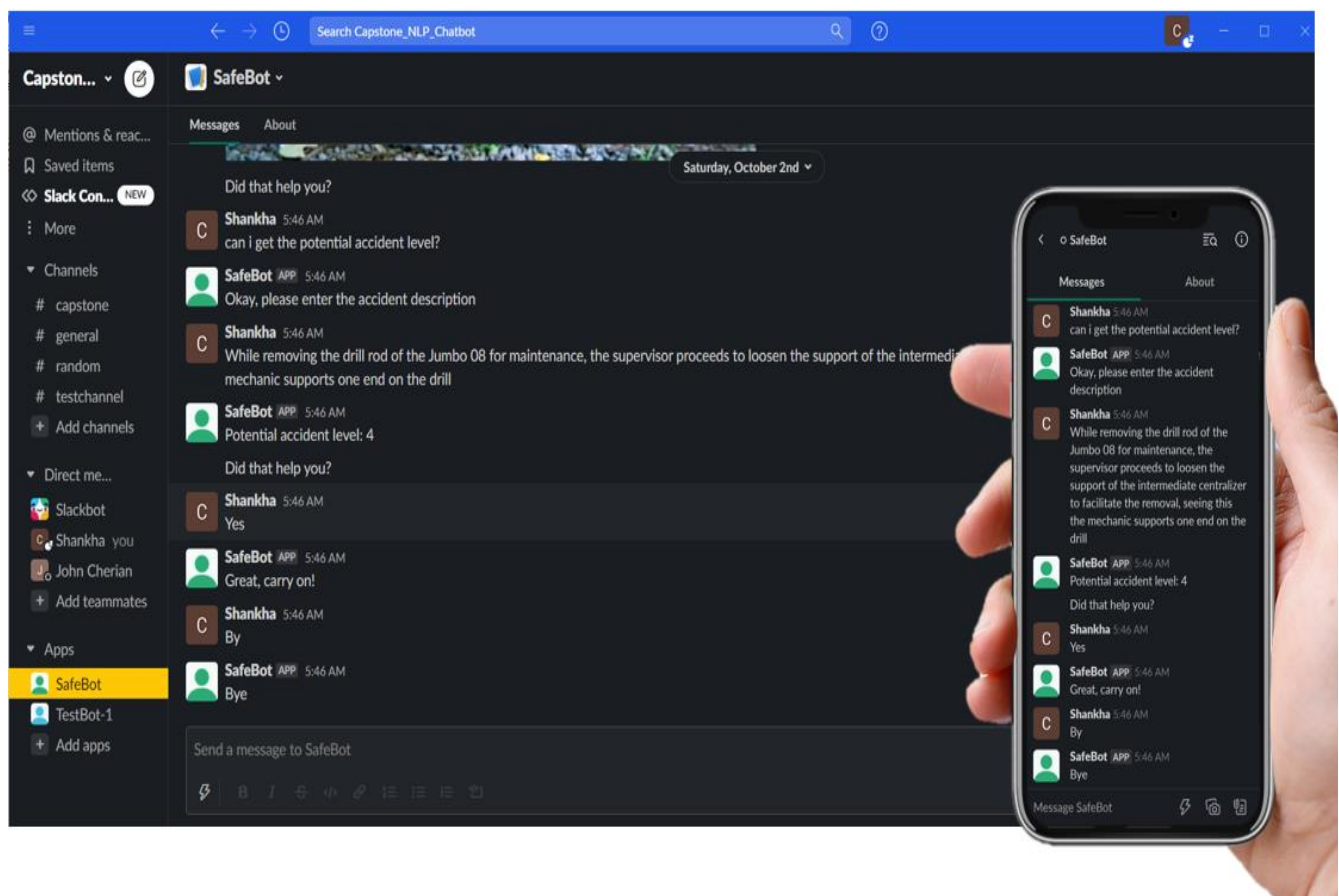 Search Capstone_NLP_Chatbot
C
Capston...
SafeBot
Messages About
@ Mentions & reac...
Saved items
Slack Con... NEW
More
Channels
# capstone
# general
# random
# testchannel
+ Add channels
Direct me...
Slackbot
C Shankha you
J John Cherian
+ Add teammates
Apps
SafeBot
TestBot-1
+ Add apps
Saturday, October 2nd
Did that help you?
C
Shankha 5:46 AM
can i get the potential accident level?
SafeBot APP 5:46 AM
Okay, please enter the accident description
C
Shankha 5:46 AM
While removing the drill rod of the Jumbo 08 for maintenance, the supervisor proceeds to loosen the support of the
mechanic supports one end on the drill
SafeBot APP 5:46 AM
Potential accident level: 4
Did that help you?
C
Shankha 5:46 AM
Yes
SafeBot APP 5:46 AM
Great, carry on!
C
Shankha 5:46 AM
By
SafeBot APP 5:46 AM
Bye
Send a message to SafeBot
B I S
SafeBot
Messages About
C
Shankha 5:46 AM
can i get the potential accident level?
SafeBot APP 5:46 AM
Okay, please enter the accident
description
C
Shankha 5:46 AM
While removing the drill rod of the
Jumbo 08 for maintenance, the
supervisor proceeds to loosen the
support of the intermediate centralizer
to facilitate the removal, seeing this
the mechanic supports one end on the
drill
SafeBot APP 5:46 AM
Potential accident level: 4
Did that help you?
C
Shankha 5:46 AM
Yes
SafeBot APP 5:46 AM
Great, carry on!
C
Shankha 5:46 AM
By
SafeBot APP 5:46 AM
Bye
Message SafeBot